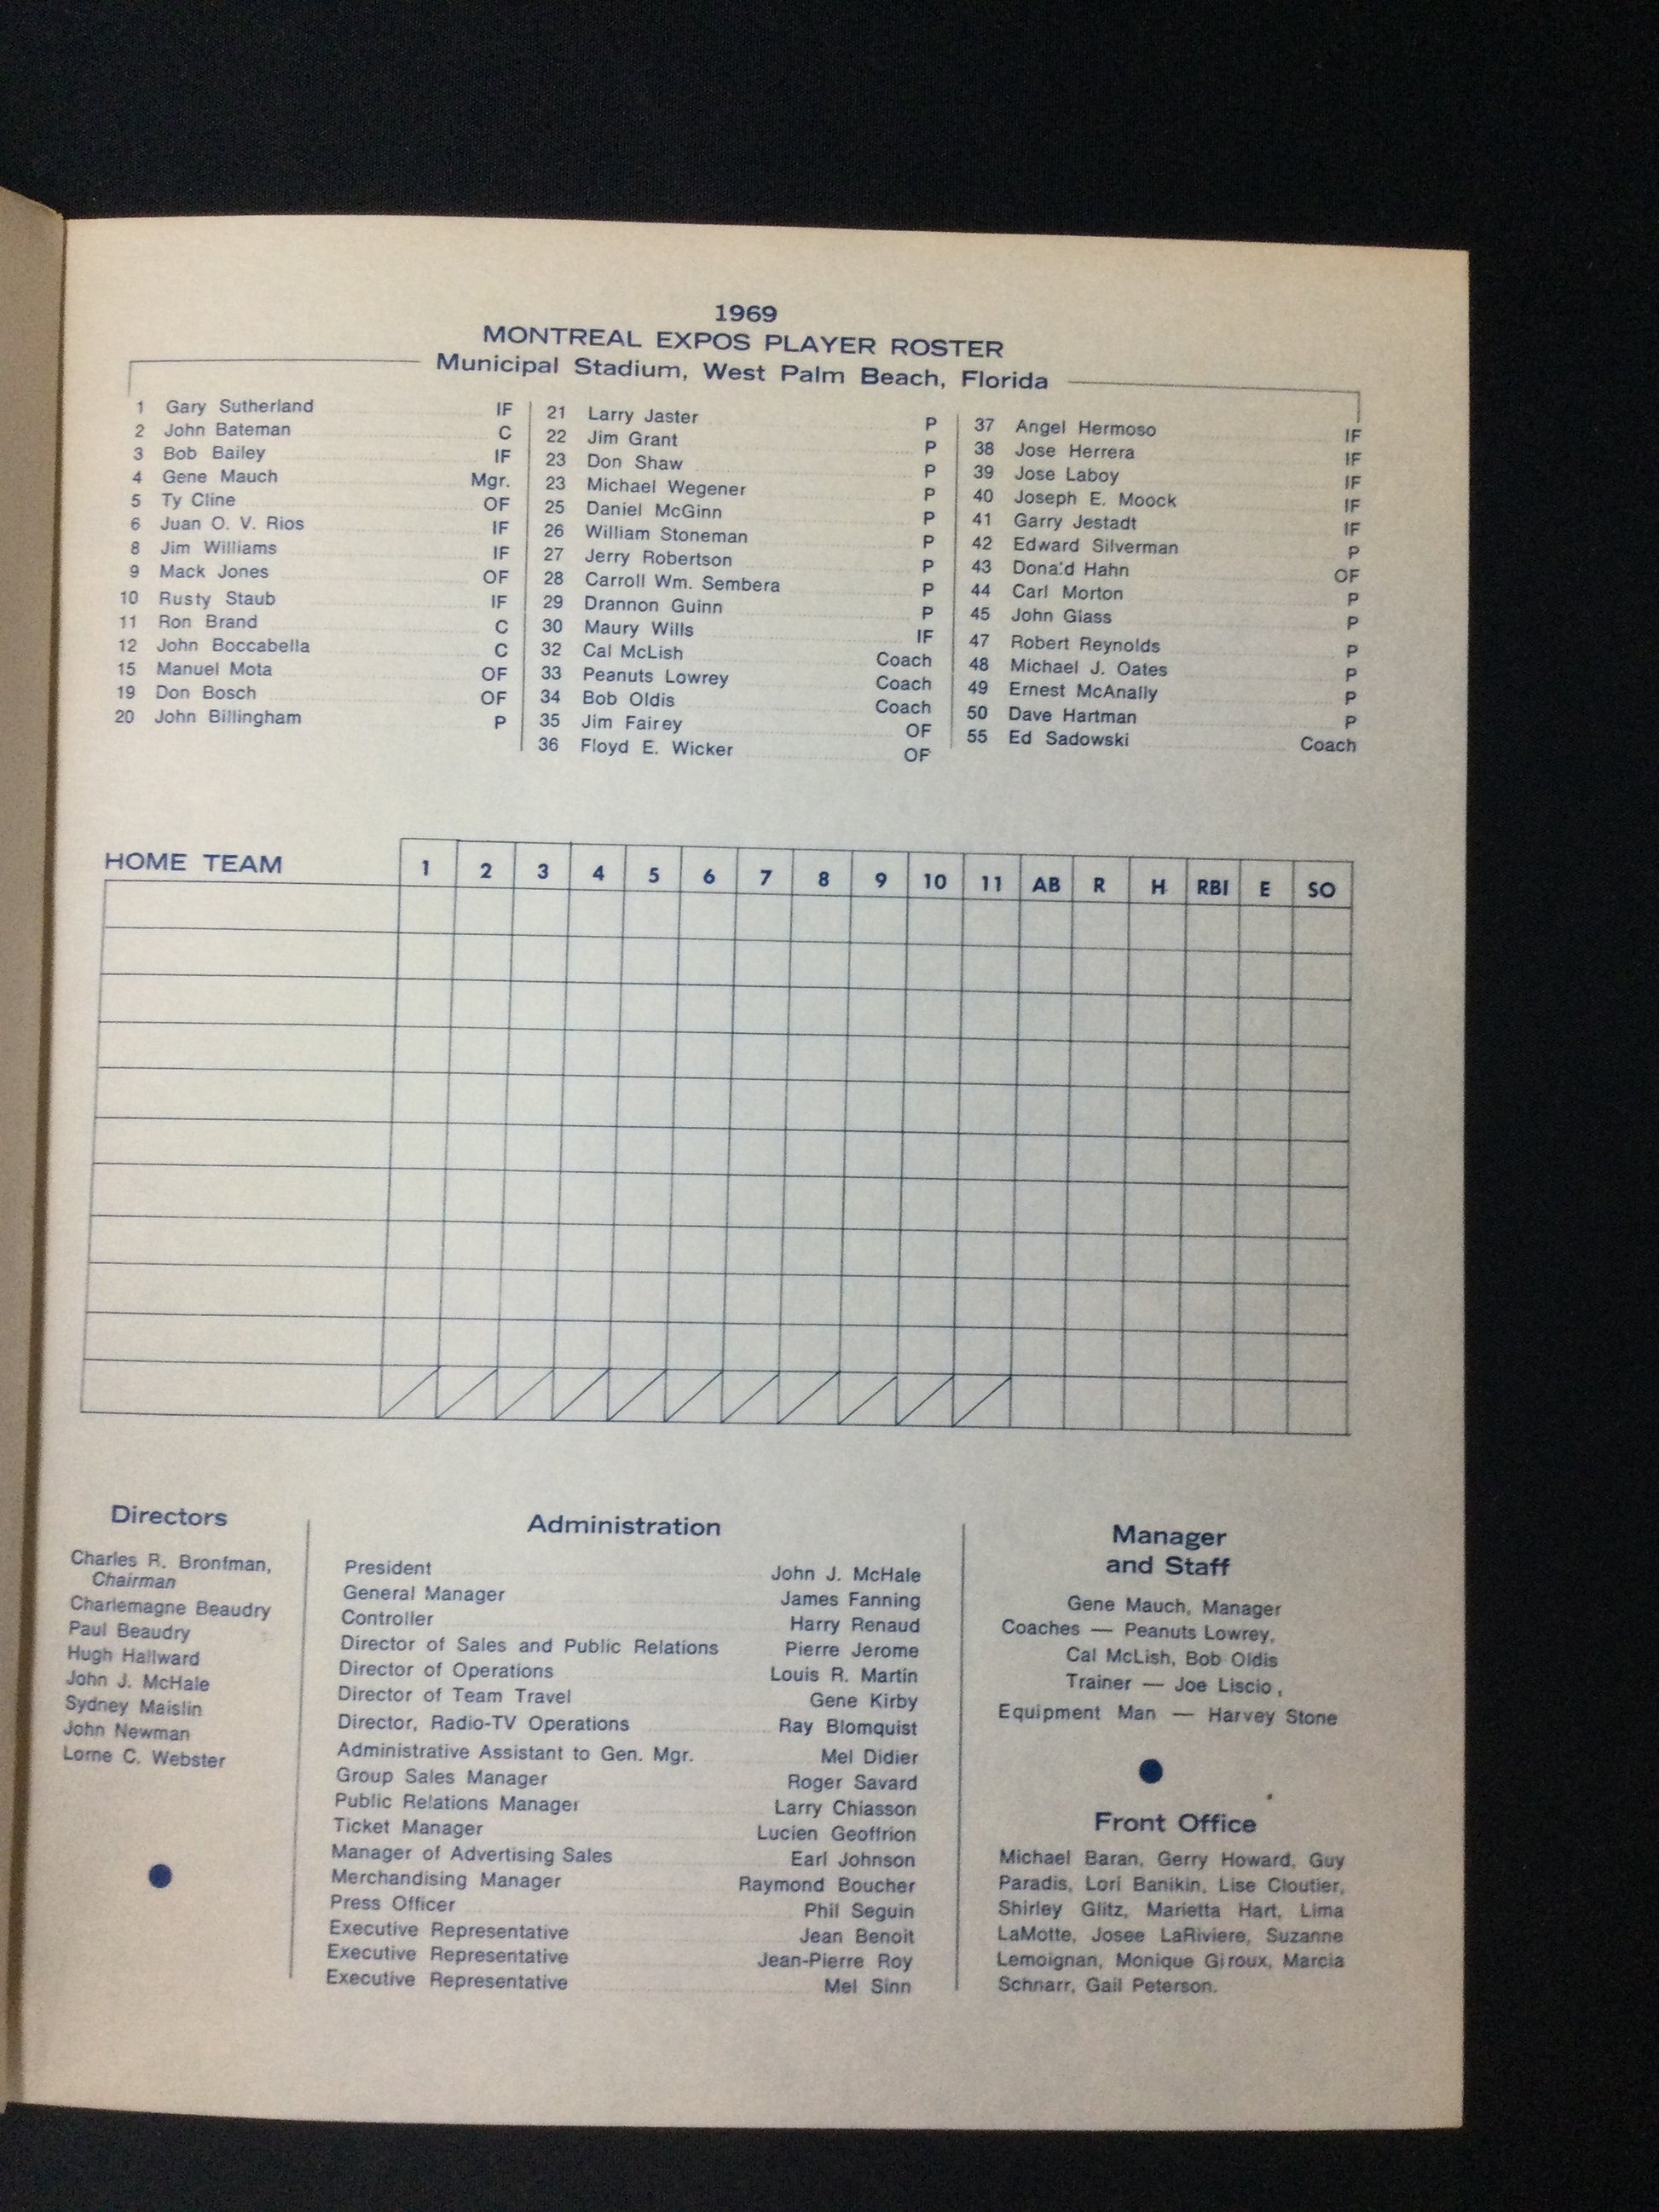 1969
MONTREAL EXPOS PLAYER ROSTER
Municipal Stadium, West Palm Beach, Florida
1 Gary Sutherland IF
2 John Bateman C
3 Bob Bailey IF
4 Gene Mauch Mgr.
5 Ty Cline OF
6 Juan O. V. Rios IF
8 Jim Williams IF
9 Mack Jones OF
10 Rusty Staub IF
11 Ron Brand C
12 John Boccabella C
15 Manuel Mota OF
19 Don Bosch OF
20 John Billingham P
21 Larry Jaster P
22 Jim Grant P
23 Don Shaw P
23 Michael Wegener P
25 Daniel McGinn P
26 William Stoneman P
27 Jerry Robertson P
28 Carroll Wm. Sembera P
29 Drannon Guinn P
30 Maury Wills IF
32 Cal McLish Coach
33 Peanuts Lowrey Coach
34 Bob Oldis Coach
35 Jim Fairey OF
36 Floyd E. Wicker OF
37 Angel Hermoso IF
38 Jose Herrera IF
39 Jose Laboy IF
40 Joseph E. Moock IF
41 Garry Jestadt IF
42 Edward Silverman P
43 Dona'd Hahn OF
44 Carl Morton P
45 John Glass P
47 Robert Reynolds P
48 Michael J. Oates P
49 Ernest McAnally P
50 Dave Hartman P
55 Ed Sadowski Coach
HOME TEAM 1 2 3 4 5 6 7 8 9 10 11 AB R H RBI E SO
Directors
Charles R. Bronfman,
Chairman
Charlemagne Beaudry
Paul Beaudry
Hugh Hallward
John J. McHale
Sydney Maislin
John Newman
Lorne C. Webster
Administration
President John J. McHale
General Manager James Fanning
Controller Harry Renaud
Director of Sales and Public Relations Pierre Jerome
Director of Operations Louis R. Martin
Director of Team Travel Gene Kirby
Director, Radio-TV Operations Ray Blomquist
Administrative Assistant to Gen. Mgr. Mel Didier
Group Sales Manager Roger Savard
Public Relations Manager Larry Chiasson
Ticket Manager Lucien Geoffrion
Manager of Advertising Sales Earl Johnson
Merchandising Manager Raymond Boucher
Press Officer Phil Seguin
Executive Representative Jean Benoit
Executive Representative Jean-Pierre Roy
Executive Representative Mel Sinn
Manager
and Staff
Gene Mauch, Manager
Coaches — Peanuts Lowrey,
Cal McLish, Bob Oldis
Trainer — Joe Liscio,
Equipment Man — Harvey Stone
Front Office
Michael Baran, Gerry Howard, Guy
Paradis, Lori Banikin, Lise Cloutier,
Shirley Glitz, Marietta Hart, Lima
LaMotte, Josee LaRiviere, Suzanne
Lemoignan, Monique Giroux, Marcia
Schnarr, Gail Peterson.